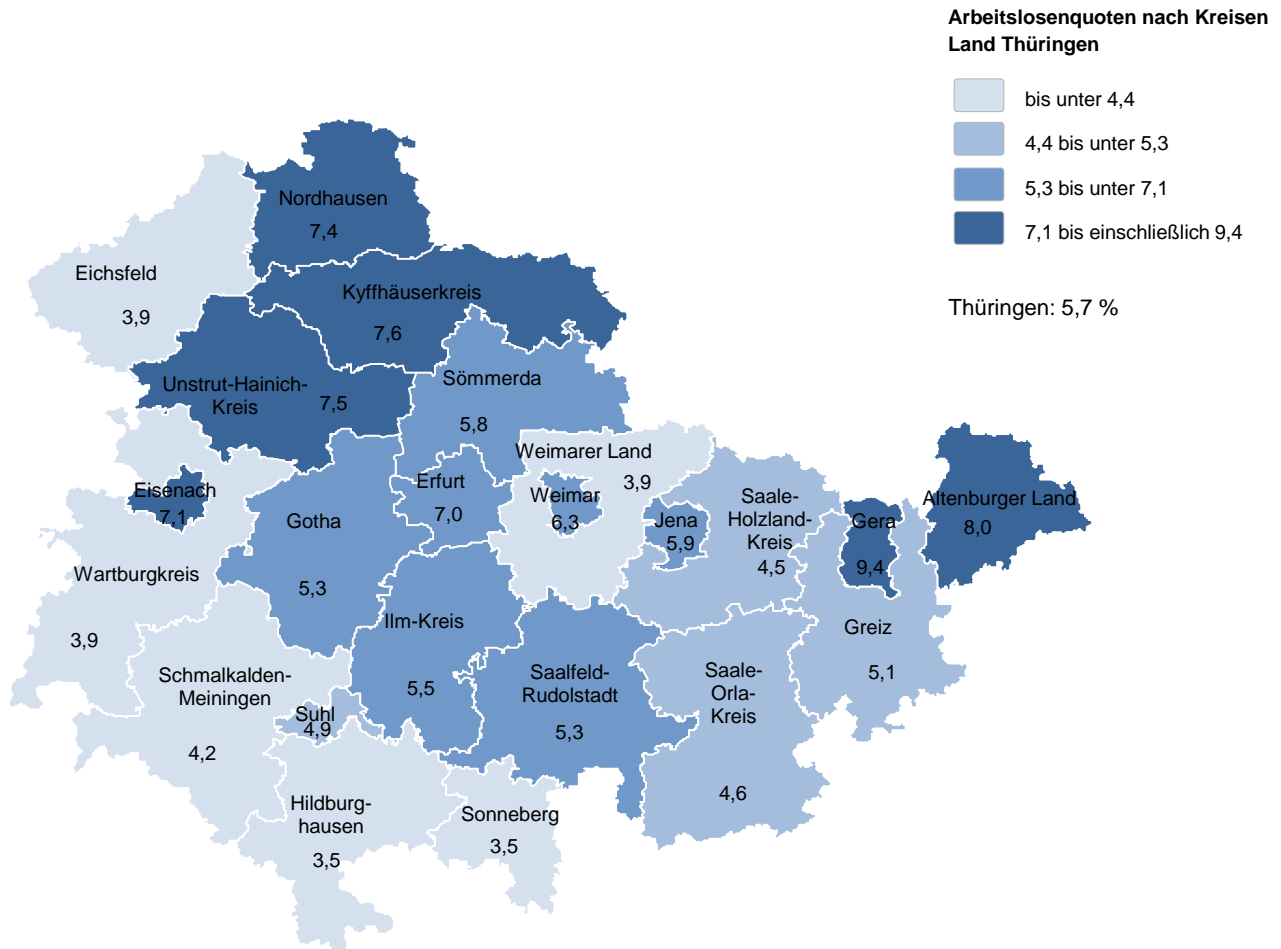 Arbeitslosenquoten nach Kreisen
Land Thüringen
bis unter 4,4
4,4 bis unter 5,3
5,3 bis unter 7,1
7,1 bis einschließlich 9,4
Thüringen: 5,7 %
Nordhausen
7,4
Eichsfeld
3,9
Kyffhäuserkreis
7,6
Unstrut-Hainich-
Kreis
7,5
Sömmerda
5,8
Weimarer Land
3,9
Eisenach
7,1
Gotha
5,3
Erfurt
7,0
Weimar
6,3
Jena
5,9
Saale-
Holzland-
Kreis
4,5
Gera
9,4
Altenburger Land
8,0
Wartburgkreis
3,9
Ilm-Kreis
5,5
Greiz
5,1
Schmalkalden-
Meiningen
4,2
Suhl
4,9
Saalfeld-
Rudolstadt
5,3
Saale-
Orla-
Kreis
4,6
Hildburg-
hausen
3,5
Sonneberg
3,5